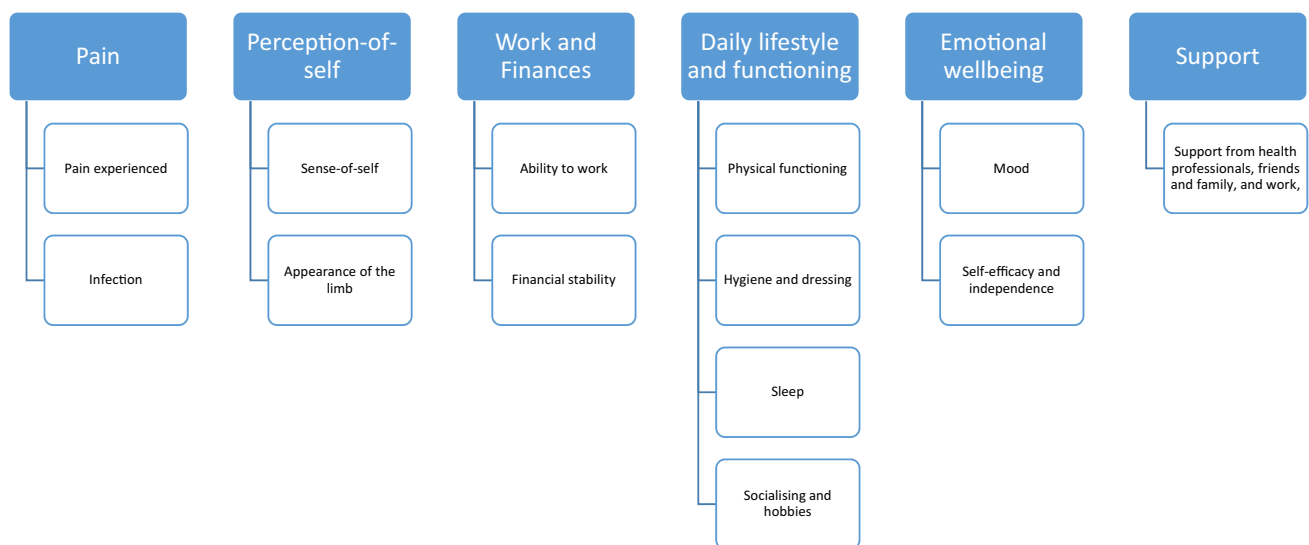 Pain
Perception-of-
self
Work and
Finances
Daily lifestyle
and functioning
Emotional
wellbeing
Support
Pain experienced
Infection
Sense-of-self
Appearance of the
limb
Ability to work
Financial stability
Physical functioning
Hygiene and dressing
Sleep
Socialising and
hobbies
Mood
Self-efficacy and
independence
Support from health
professionals, friends
and family, and work,